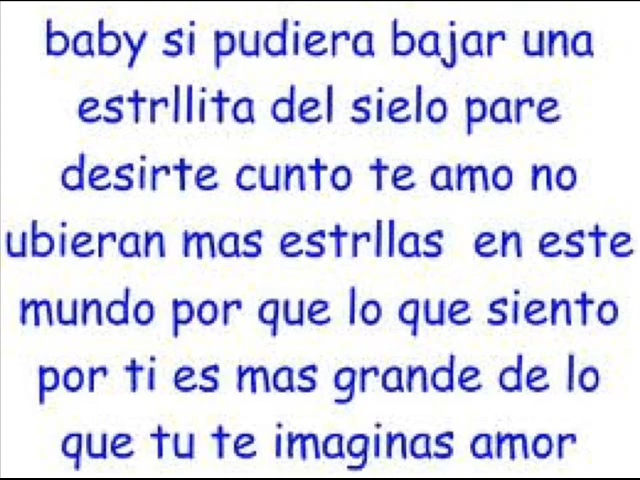 baby si pudiera bajar una
estrllita del sielo pare
desirte cunto te amo no
ubieran mas estrllas en este
mundo por que lo que siento
por ti es mas grande de lo
que tu te imaginas amor